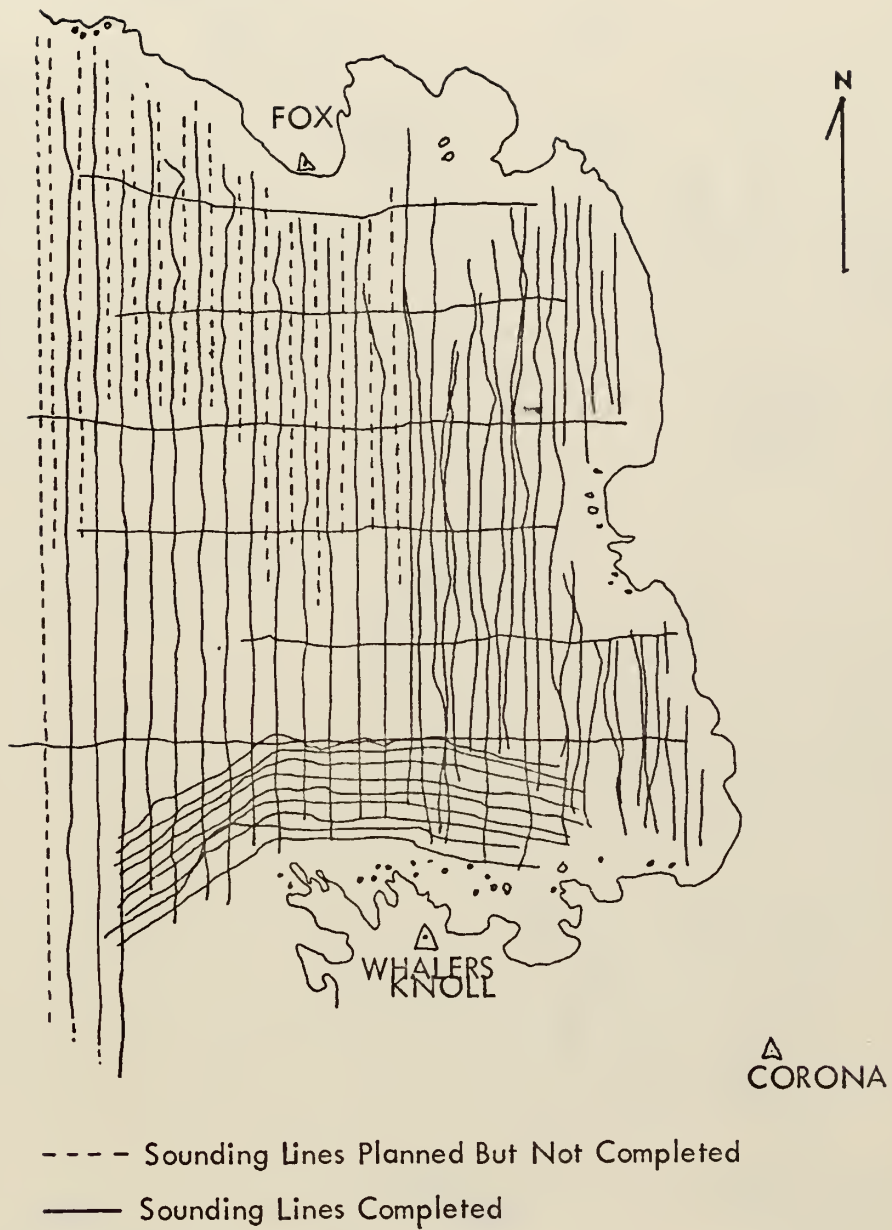 N
FOX
WHALERS
KNOLL
CORONA
Sounding Lines Planned But Not Completed
Sounding Lines Completed